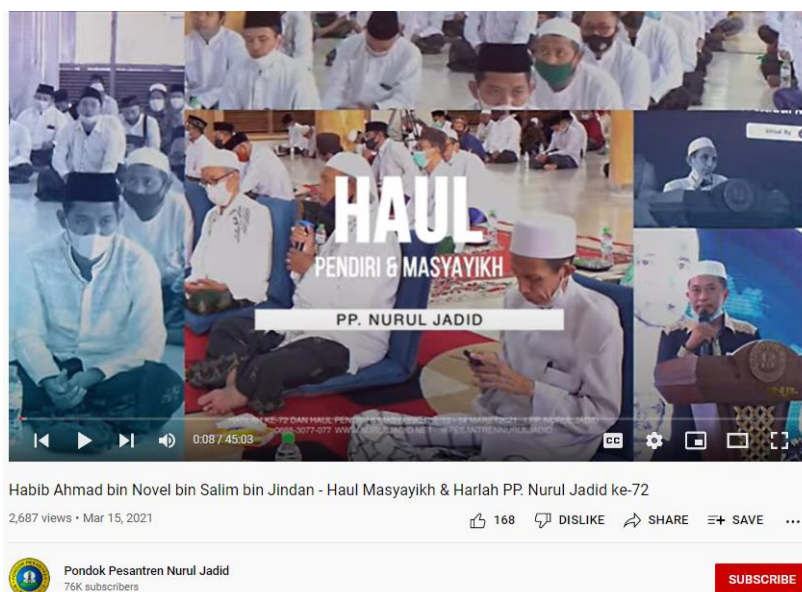 HAUL
PENDIRI & MASYAYIKH
PP. NURUL JADID
0:08 / 45:03
CC
Habib Ahmad bin Novel bin Salim bin Jindan - Haul Masyayikh & Harlah PP. Nurul Jadid ke-72
2,687 views • Mar 15, 2021
168 DISLIKE SHARE SAVE
Pondok Pesantren Nurul Jadid
76K subscribers
SUBSCRIBE